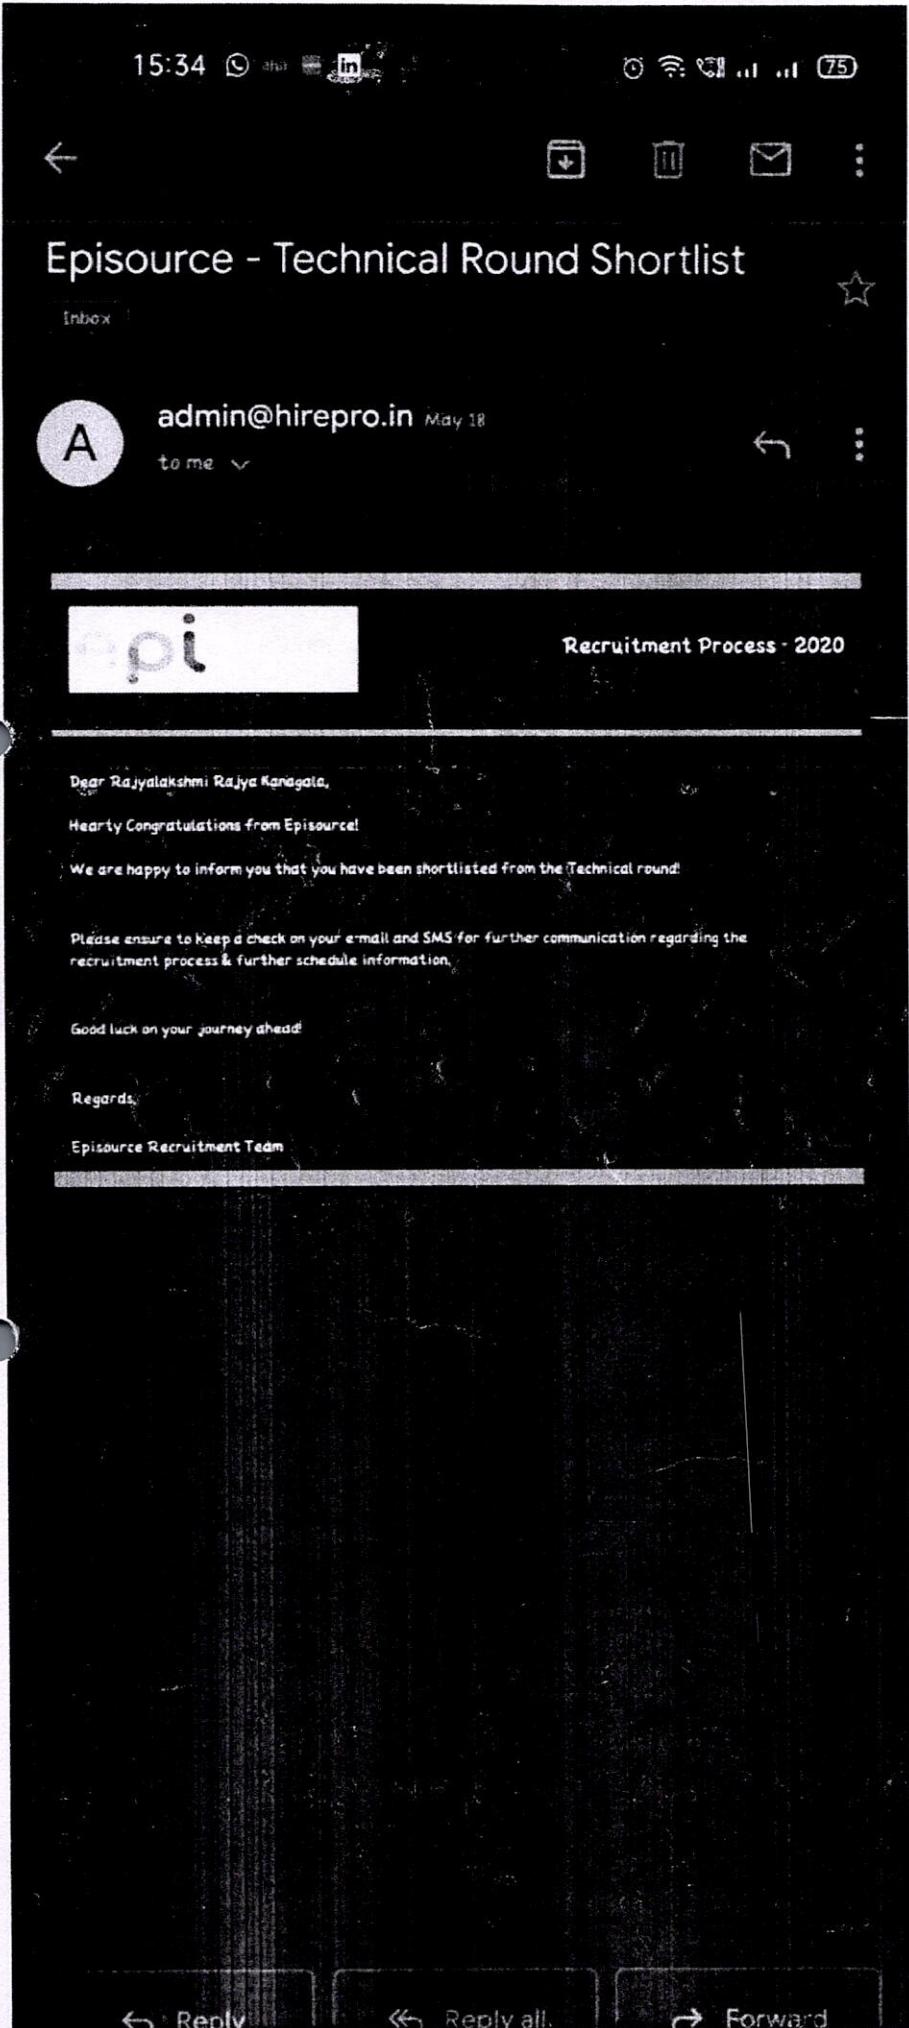 15:34 aha in 75
Episource - Technical Round Shortlist
Inbox
A
admin@hirepro.in May 18
to me
epi
Recruitment Process - 2020
Dear Rajyalakshmi Rajya Kanagala,
Hearty Congratulations from Episource!
We are happy to inform you that you have been shortlisted from the Technical round!
Please ensure to keep a check on your e-mail and SMS for further communication regarding the
recruitment process & further schedule information.
Good luck on your journey ahead!
Regards,
Episource Recruitment Team
Reply
Reply all
Forward